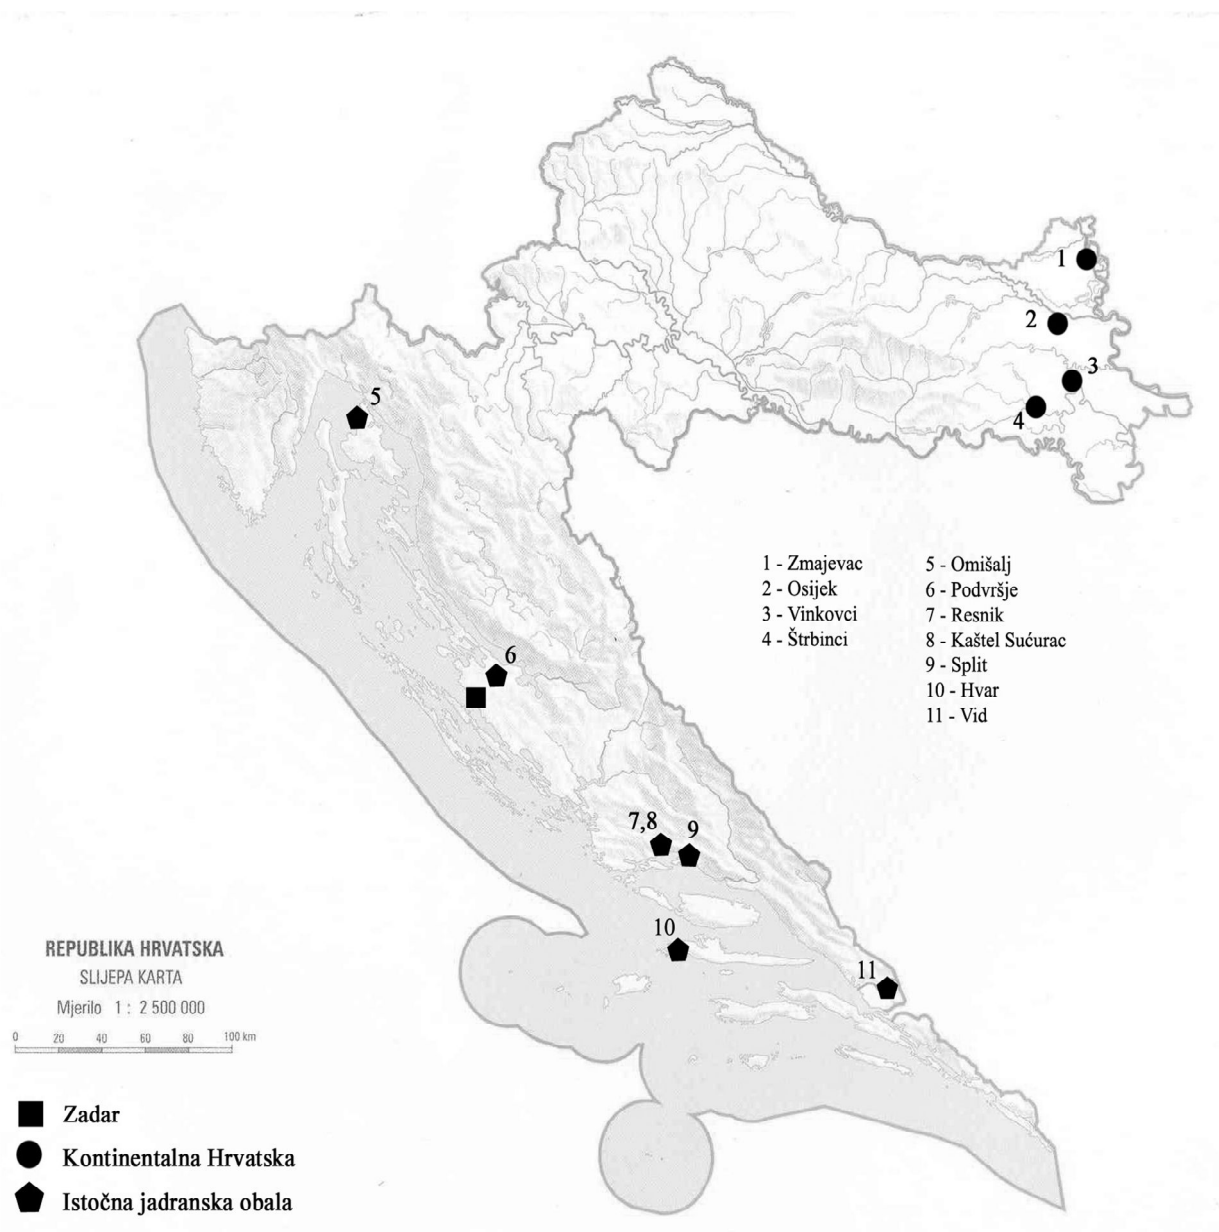 1
2
3
4
5
6
7,8
9
10
11
1 - Zmajevac
2 - Osijek
3 - Vinkovci
4 - Štrbinci
5 - Omišalj
6 - Podvršje
7 - Resnik
8 - Kaštel Sućurac
9 - Split
10 - Hvar
11 - Vid
REPUBLIKA HRVATSKA
SLIJEPA KARTA
Mjerilo 1 : 2 500 000
0 20 40 60 80 100 km
Zadar
Kontinentalna Hrvatska
Istočna jadranska obala